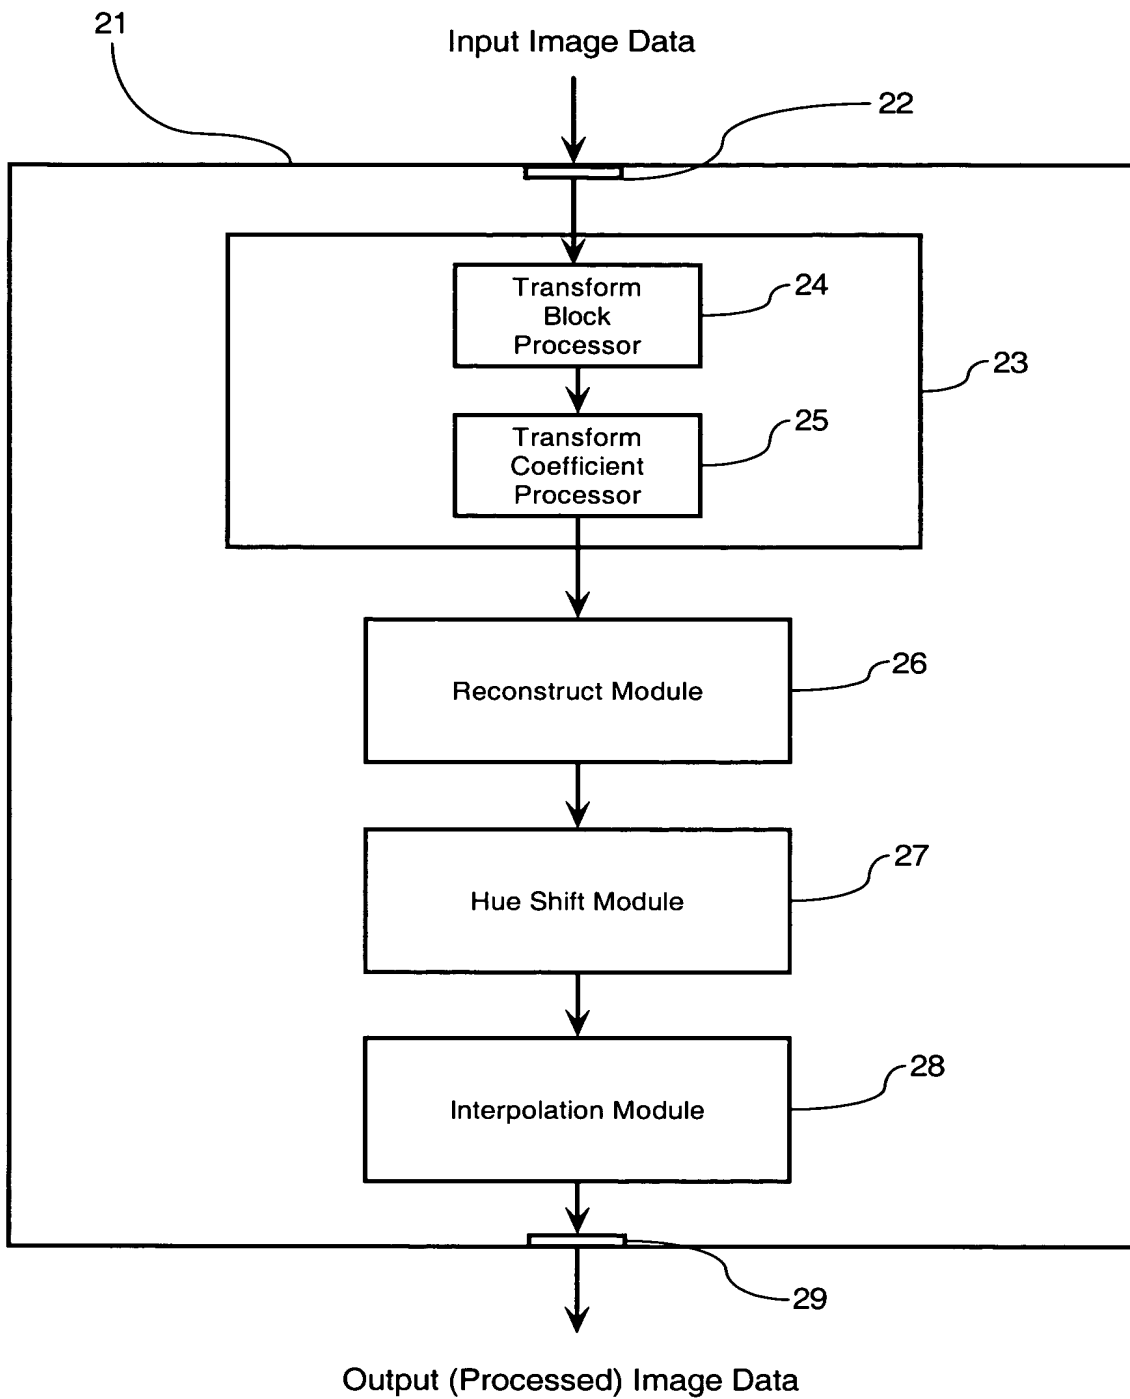 21
Input Image Data
22
Transform
Block
Processor
24
23
Transform
Coefficient
Processor
25
Reconstruct Module
26
Hue Shift Module
27
Interpolation Module
28
29
Output (Processed) Image Data